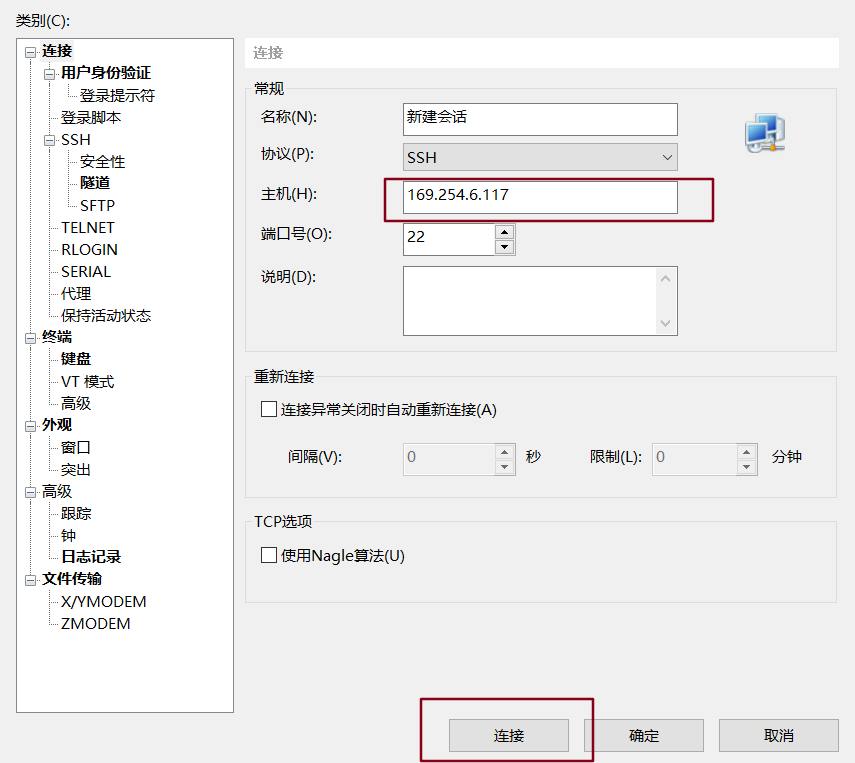 类别(C):
连接
用户身份验证
登录提示符
登录脚本
SSH
安全性
隧道
SFTP
TELNET
RLOGIN
SERIAL
代理
保持活动状态
终端
键盘
VT 模式
高级
外观
窗口
突出
高级
跟踪
钟
日志记录
文件传输
X/YMODEM
ZMODEM
连接
常规
名称(N): 新建会话
协议(P): SSH
主机(H): 169.254.6.117
端口号(O): 22
说明(D):
重新连接
连接异常关闭时自动重新连接(A)
间隔(V): 0 秒 限制(L): 0 分钟
TCP选项
使用Nagle算法(U)
连接 确定 取消